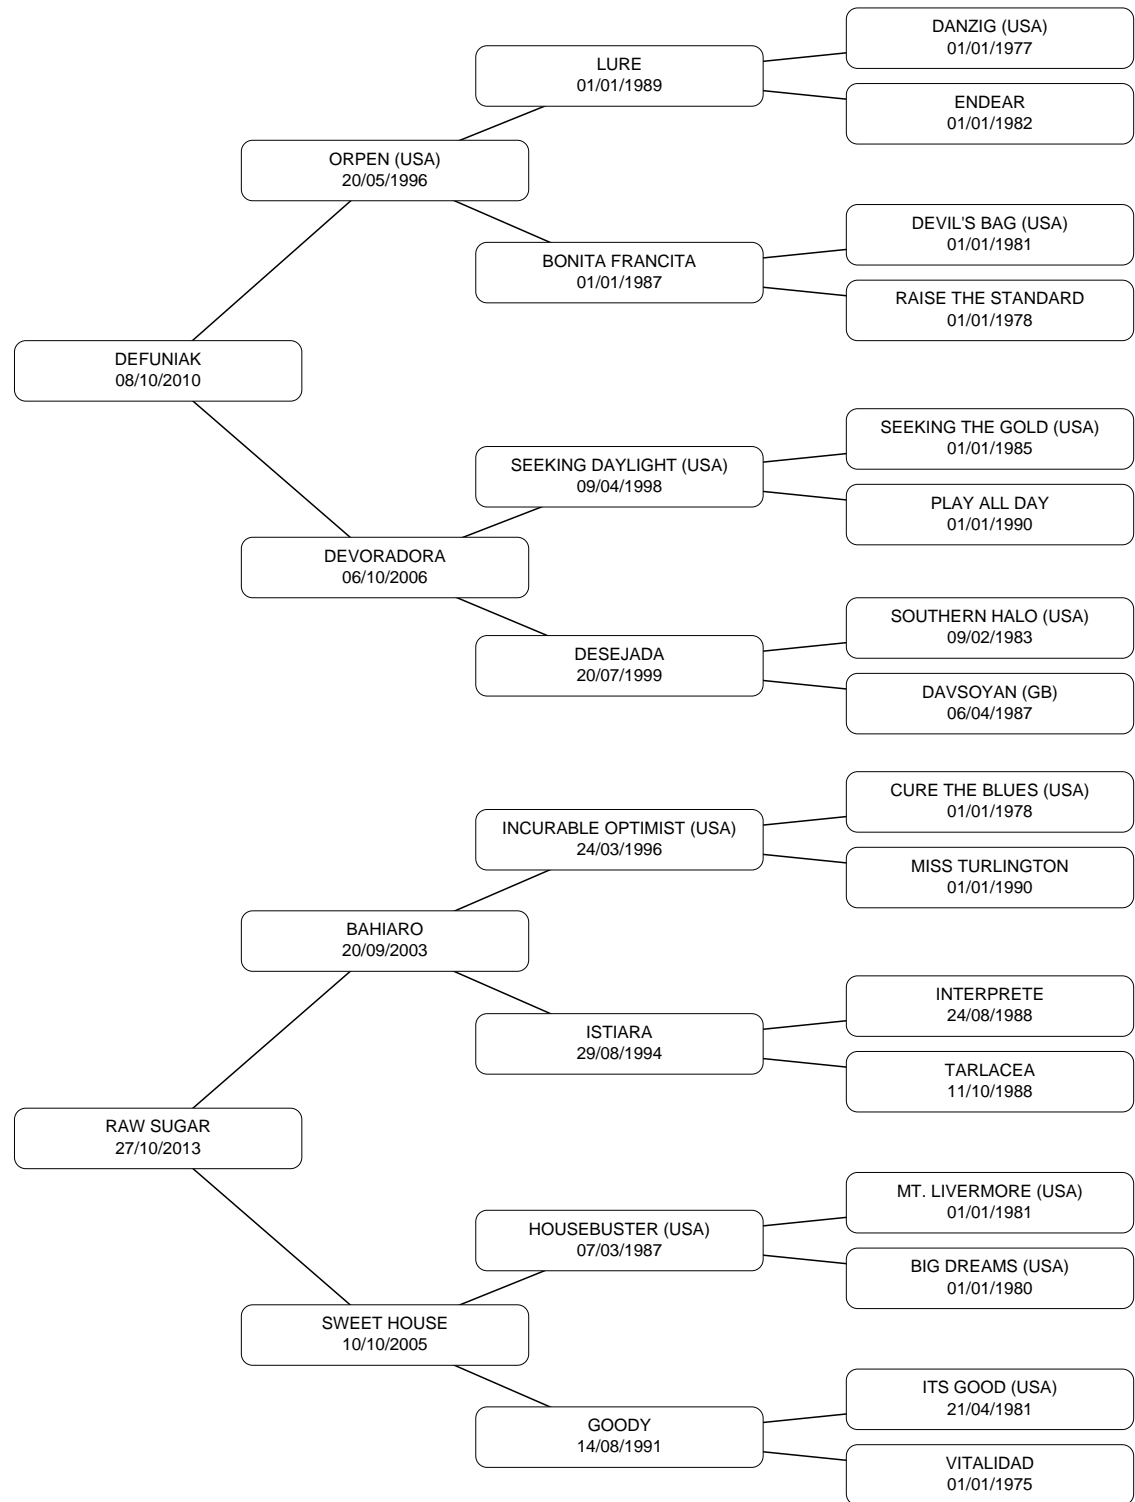 DANZIG (USA)
01/01/1977
LURE
01/01/1989
ENDEAR
01/01/1982
ORPEN (USA)
20/05/1996
DEVIL'S BAG (USA)
01/01/1981
BONITA FRANCITA
01/01/1987
RAISE THE STANDARD
01/01/1978
DEFUNIAK
08/10/2010
SEEKING THE GOLD (USA)
01/01/1985
SEEKING DAYLIGHT (USA)
09/04/1998
PLAY ALL DAY
01/01/1990
DEVORADORA
06/10/2006
SOUTHERN HALO (USA)
09/02/1983
DESEJADA
20/07/1999
DAVSOYAN (GB)
06/04/1987
CURE THE BLUES (USA)
01/01/1978
INCURABLE OPTIMIST (USA)
24/03/1996
MISS TURLINGTON
01/01/1990
BAHIARO
20/09/2003
INTERPRETE
24/08/1988
ISTIARA
29/08/1994
TARLACEA
11/10/1988
RAW SUGAR
27/10/2013
MT. LIVERMORE (USA)
01/01/1981
HOUSEBUSTER (USA)
07/03/1987
BIG DREAMS (USA)
01/01/1980
SWEET HOUSE
10/10/2005
ITS GOOD (USA)
21/04/1981
GOODY
14/08/1991
VITALIDAD
01/01/1975